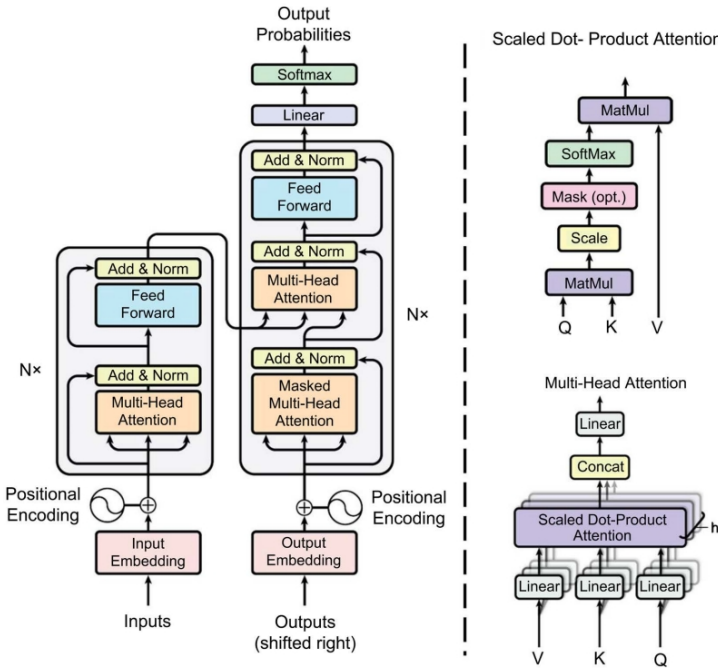 Output
Probabilities
Softmax
Linear
Add & Norm
Feed
Forward
Add & Norm
Multi-Head
Attention
Add & Norm
Masked
Multi-Head
Attention
N×
Add & Norm
Feed
Forward
Add & Norm
Multi-Head
Attention
N×
Positional
Encoding
Positional
Encoding
Input
Embedding
Output
Embedding
Inputs
Outputs
(shifted right)
Scaled Dot- Product Attention
MatMul
SoftMax
Mask (opt.)
Scale
MatMul
Q K V
Multi-Head Attention
Linear
Concat
Scaled Dot-Product
Attention
h
Linear Linear Linear
V K Q